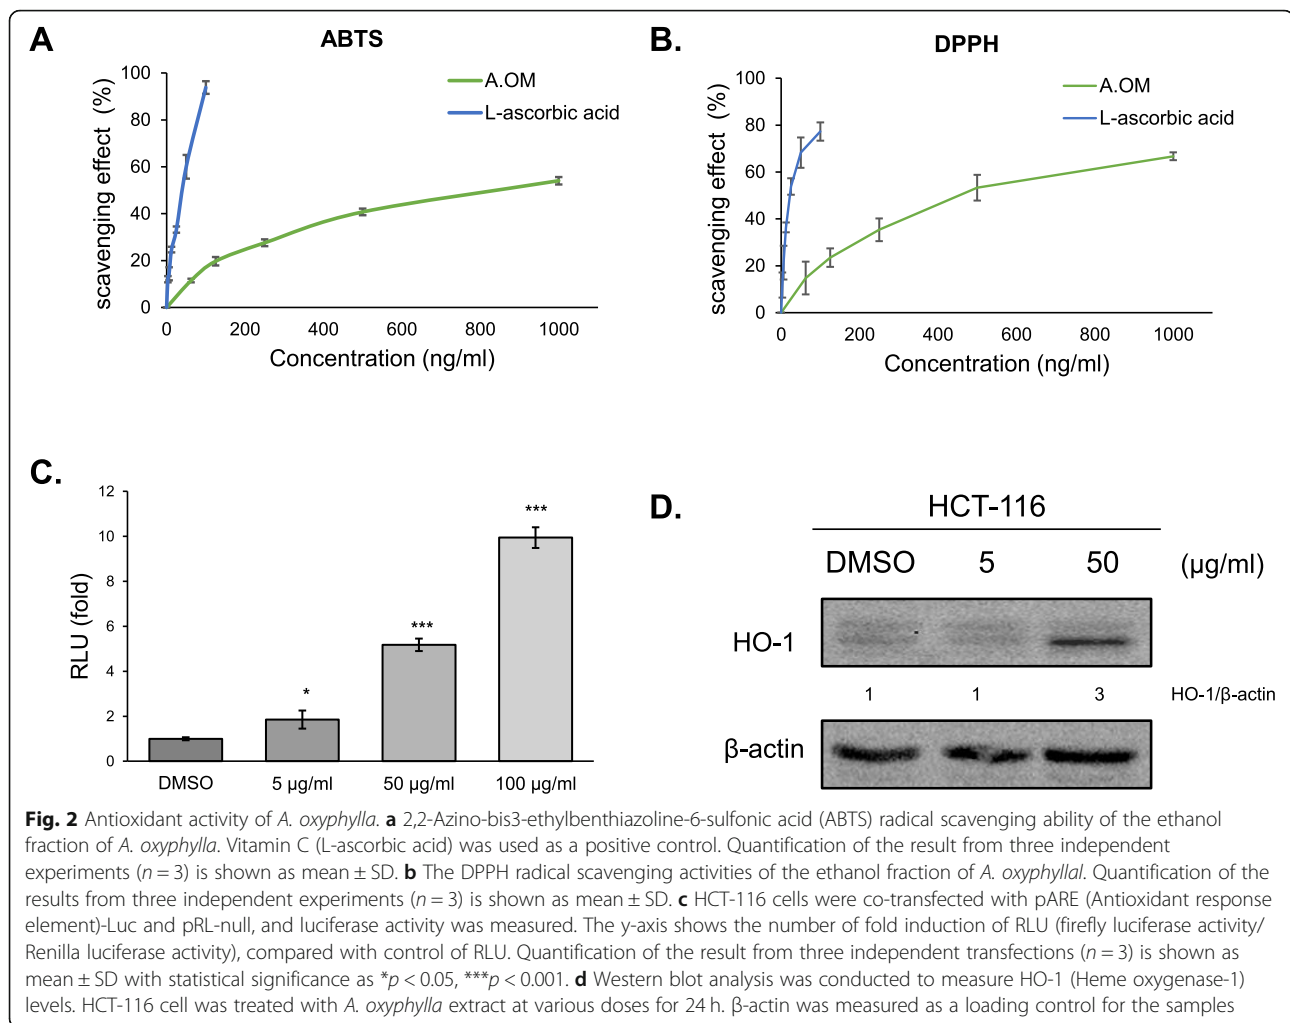 A
ABTS
100
80
60
40
20
0
scavenging effect (%)
0 200 400 600 800 1000
Concentration (ng/ml)
A.OM
L-ascorbic acid
B.
DPPH
100
80
60
40
20
0
scavenging effect (%)
0 200 400 600 800 1000
Concentration (ng/ml)
A.OM
L-ascorbic acid
C.
12
10
8
6
4
2
0
RLU (fold)
*
***
***
DMSO 5 µg/ml 50 µg/ml 100 µg/ml
D.
HCT-116
DMSO 5 50 (µg/ml)
HO-1
1 1 3 HO-1/β-actin
β-actin
Fig. 2 Antioxidant activity of A. oxyphylla. a 2,2-Azino-bis3-ethylbenthiazoline-6-sulfonic acid (ABTS) radical scavenging ability of the ethanol
fraction of A. oxyphylla. Vitamin C (L-ascorbic acid) was used as a positive control. Quantification of the result from three independent
experiments (n = 3) is shown as mean ± SD. b The DPPH radical scavenging activities of the ethanol fraction of A. oxyphyllal. Quantification of the
results from three independent experiments (n = 3) is shown as mean ± SD. c HCT-116 cells were co-transfected with pARE (Antioxidant response
element)-Luc and pRL-null, and luciferase activity was measured. The y-axis shows the number of fold induction of RLU (firefly luciferase activity/
Renilla luciferase activity), compared with control of RLU. Quantification of the result from three independent transfections (n = 3) is shown as
mean ± SD with statistical significance as *p < 0.05, ***p < 0.001. d Western blot analysis was conducted to measure HO-1 (Heme oxygenase-1)
levels. HCT-116 cell was treated with A. oxyphylla extract at various doses for 24 h. β-actin was measured as a loading control for the samples